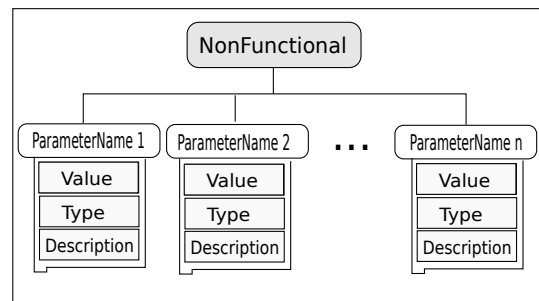 NonFunctional
ParameterName 1
ParameterName 2
...
ParameterName n
Value
Type
Description
Value
Type
Description
Value
Type
Description